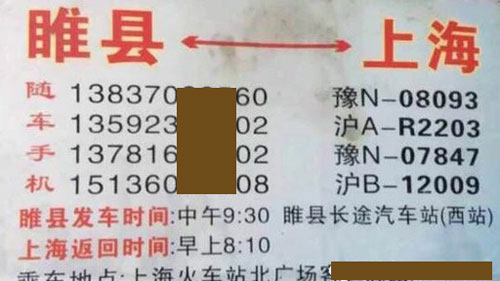 睢县 ←→ 上海
随 13837 60 豫N-08093
车 135923 02 沪A-R2203
手 137816 02 豫N-07847
机 151360 08 沪B-12009
睢县发车时间:中午9:30 睢县长途汽车站(西站)
上海返回时间:早上8:10
乘车地点:上海火车站北广场